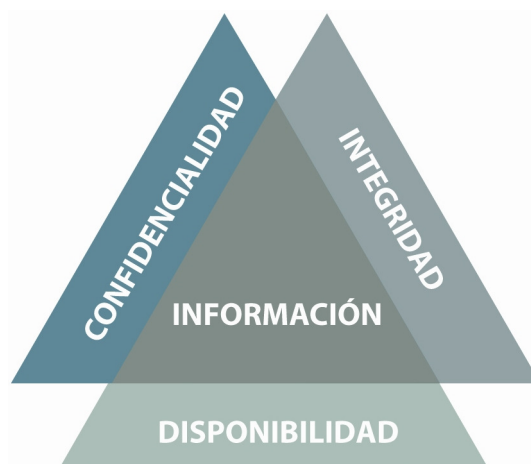 CONFIDENCIALIDAD
INTEGRIDAD
INFORMACIÓN
DISPONIBILIDAD